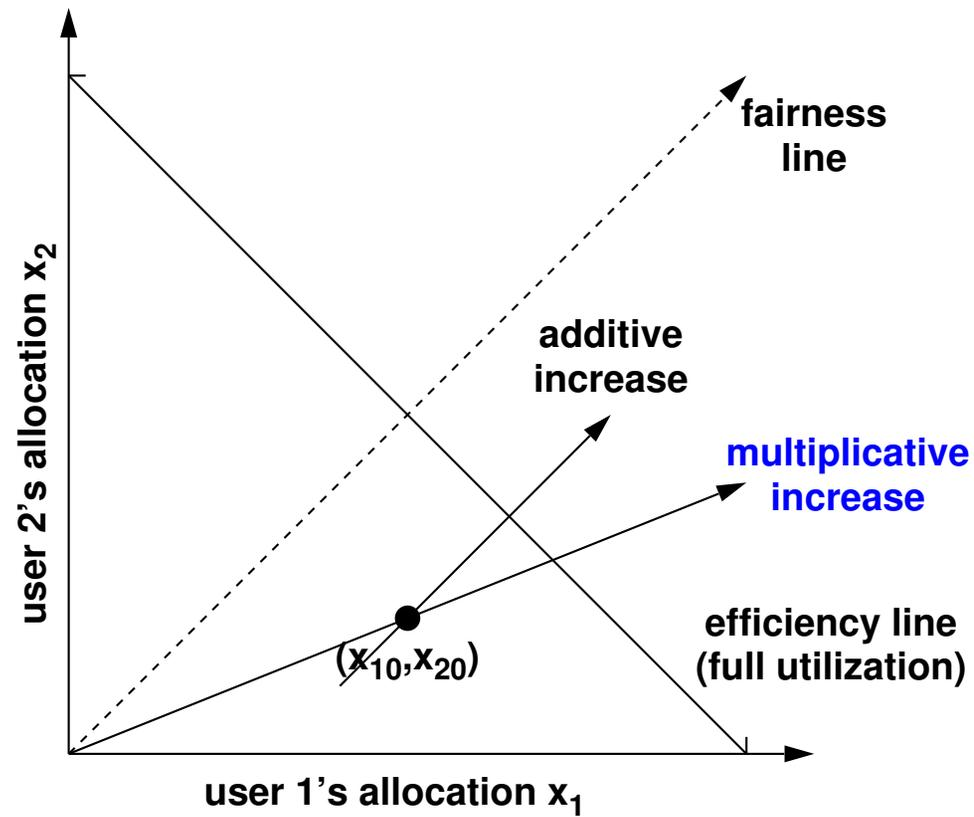 fairness
line
additive
increase
multiplicative
increase
user 2's allocation x2
(x10,x20)
efficiency line
(full utilization)
user 1's allocation x1